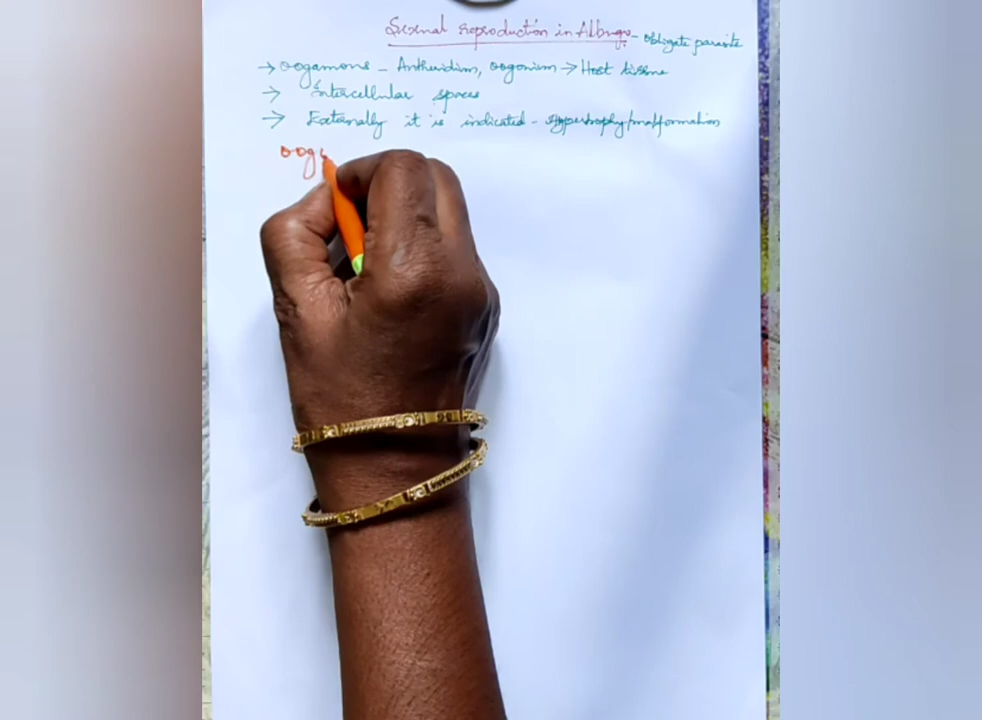 Sexual reproduction in Albugo - Obligate parasite
→ oogamous - Antheridium, oogonium → Host tissue
→ Intercellular spaces
→ Externally it is indicated - Hypertrophy/malformation
oog